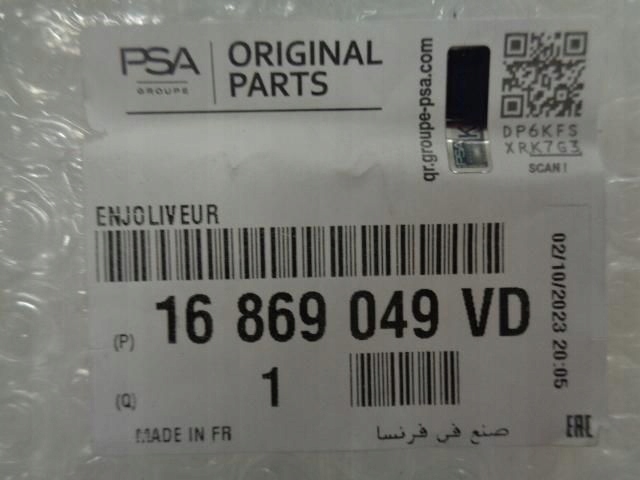 PSA
GROUPE
ORIGINAL
PARTS
qr.groupe-psa.com
DP6KFS
XRK7G3
SCAN!
ENJOLIVEUR
02/10/2023 20:05
(P) 16 869 049 VD
(Q) 1
MADE IN FR
صنع في فرنسا
EAC